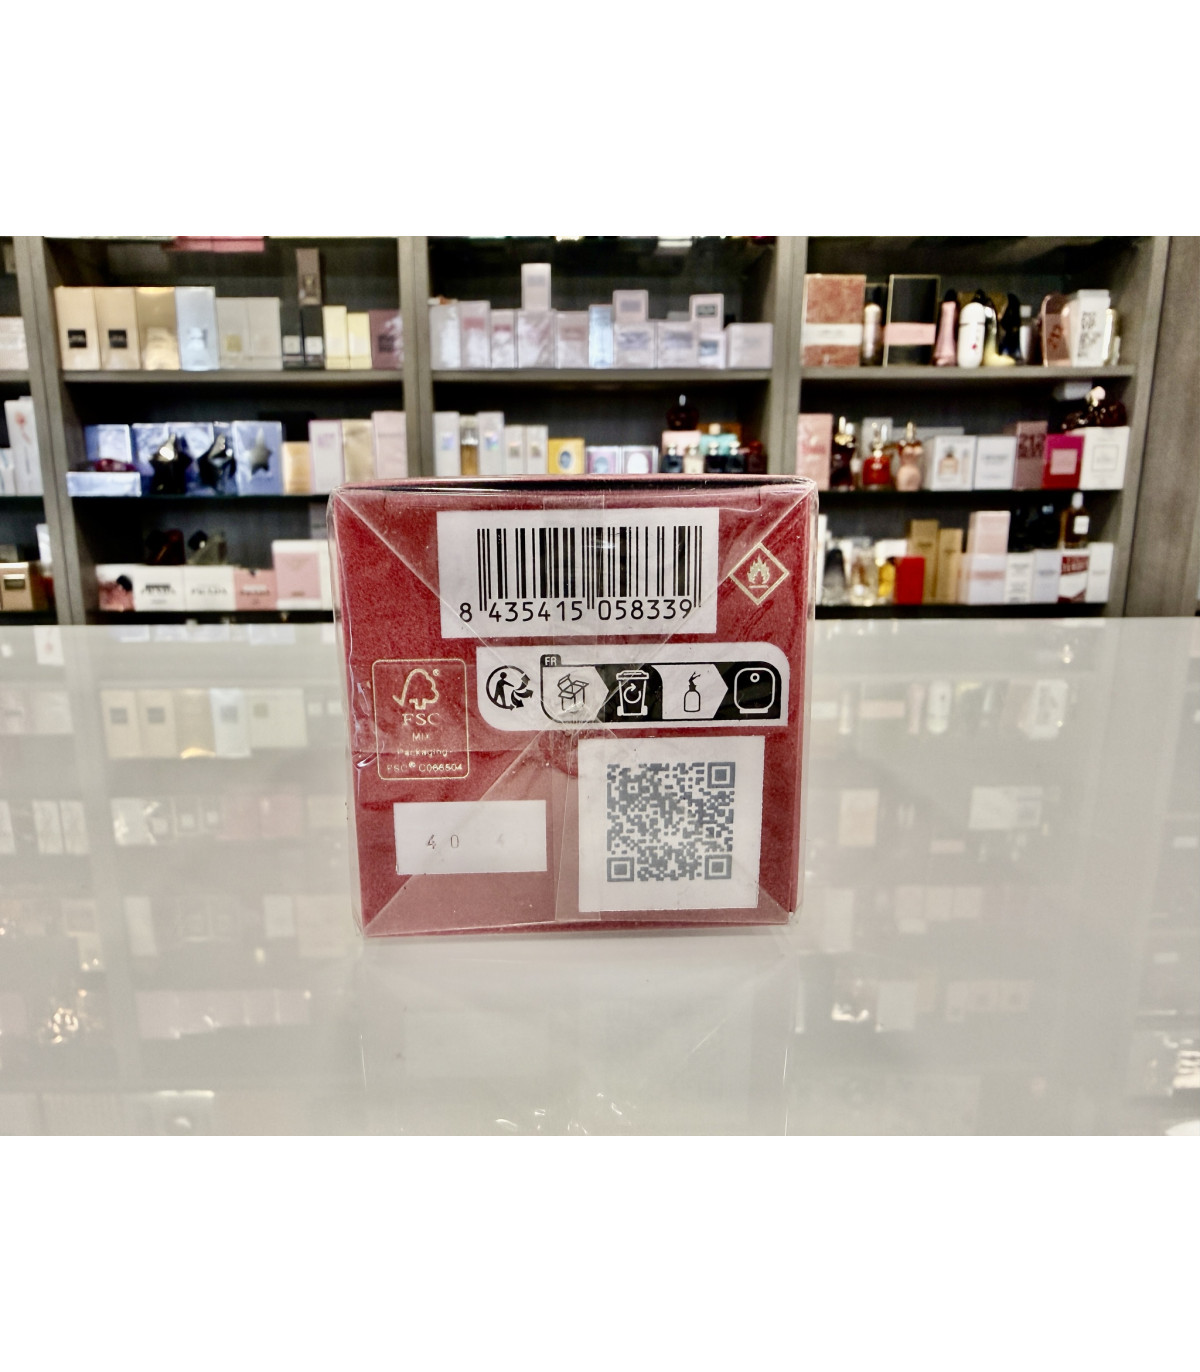 8 435415 058339
FR
FSC
MIX
Packaging
FSC® C066504
40